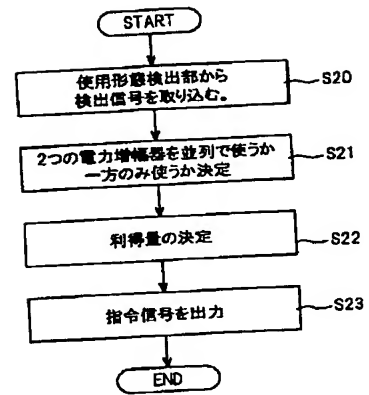 START
使用形態検出部から
検出信号を取り込む。
S20
2つの電力増幅器を並列で使うか
一方のみ使うか決定
S21
利得量の決定
S22
指令信号を出力
S23
END